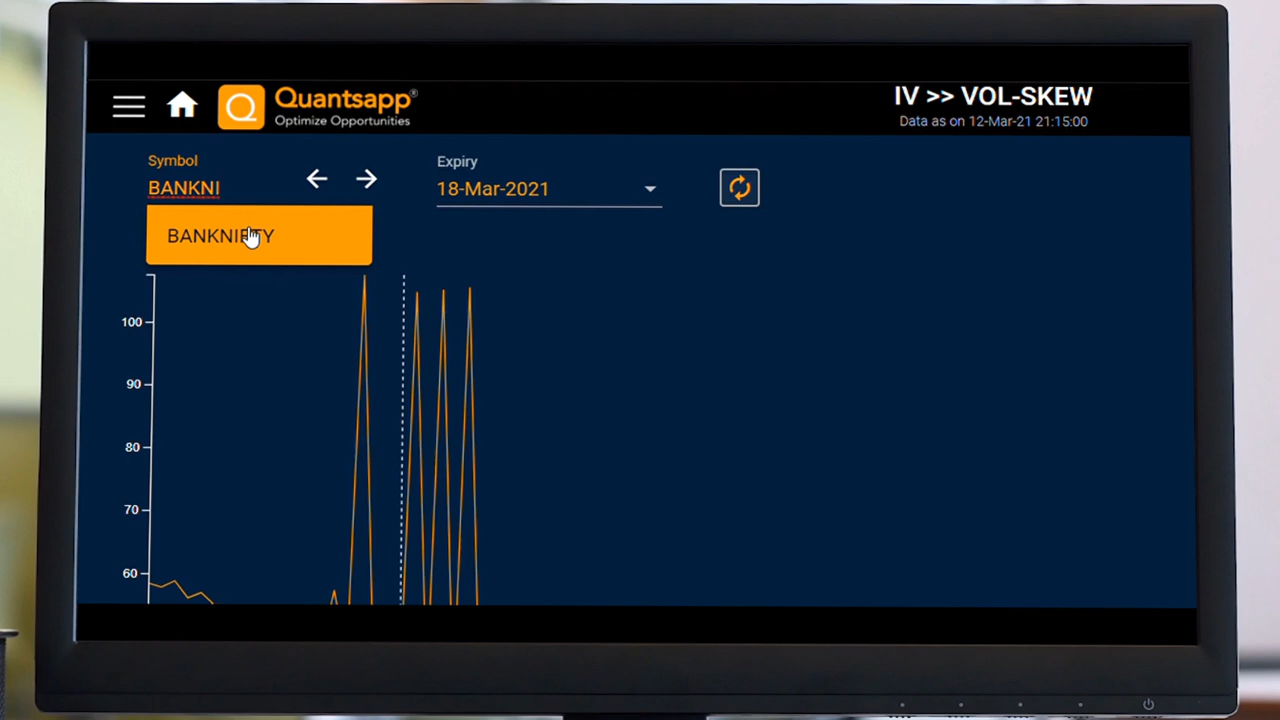 Quantsapp®
Optimize Opportunities
IV >> VOL-SKEW
Data as on 12-Mar-21 21:15:00
Symbol
BANKNI
Expiry
18-Mar-2021
BANKNIFTY
100
90
80
70
60